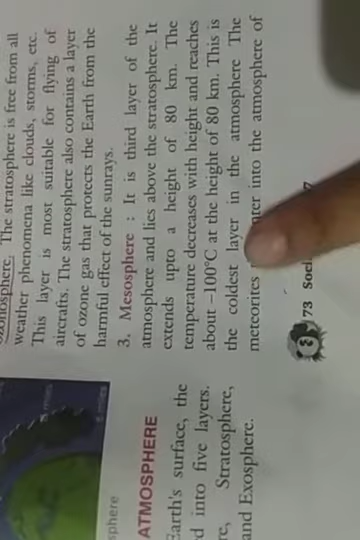 ozonosphere. The stratosphere is free from all
weather phenomena like clouds, storms, etc.
This layer is most suitable for flying of
aircrafts. The stratosphere also contains a layer
of ozone gas that protects the Earth from the
harmful effect of the sunrays.
3. Mesosphere : It is third layer of the
atmosphere and lies above the stratosphere. It
extends upto a height of 80 km. The
temperature decreases with height and reaches
about –100°C at the height of 80 km. This is
the coldest layer in the atmosphere The
meteorites into the atmosphere of
73
sphere
ATMOSPHERE
Earth's surface, the
d into five layers.
re, Stratosphere,
and Exosphere.